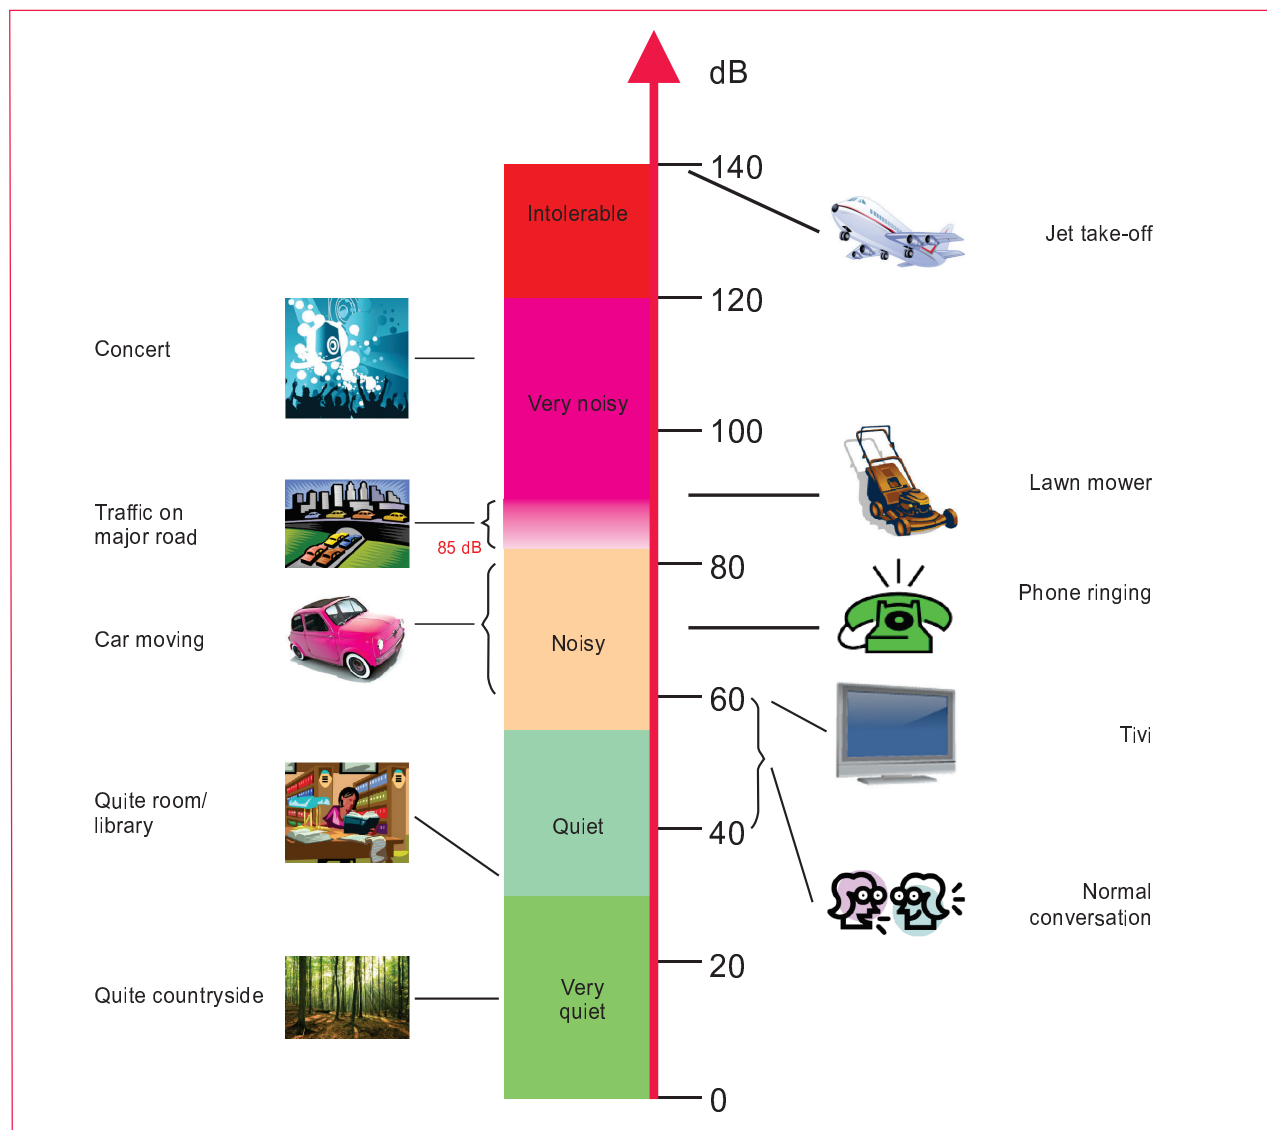 dB
140
Intolerable
Jet take-off
120
Concert
Very noisy
100
Lawn mower
Traffic on
major road
85 dB
80
Phone ringing
Car moving
Noisy
60
Tivi
Quite room/
library
Quiet
40
Normal
conversation
20
Quite countryside
Very
quiet
0